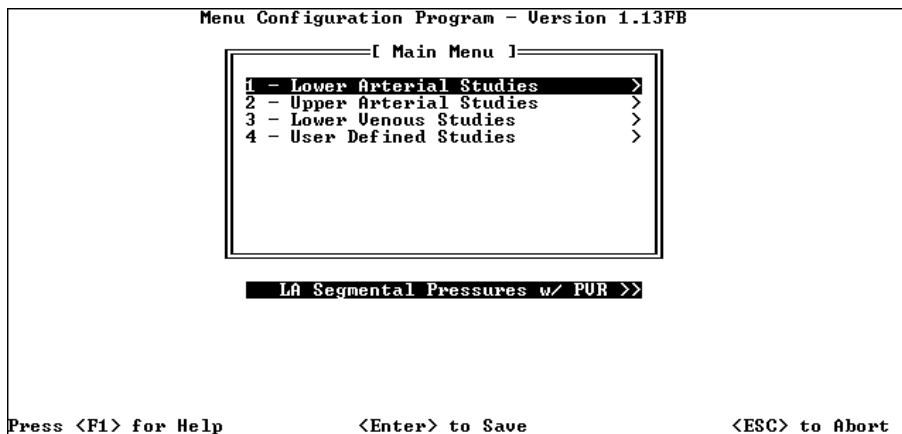 Menu Configuration Program - Version 1.13FB
[ Main Menu ]
1 - Lower Arterial Studies >
2 - Upper Arterial Studies >
3 - Lower Venous Studies >
4 - User Defined Studies >
LA Segmental Pressures w/ PVR >>
Press <F1> for Help <Enter> to Save <ESC> to Abort